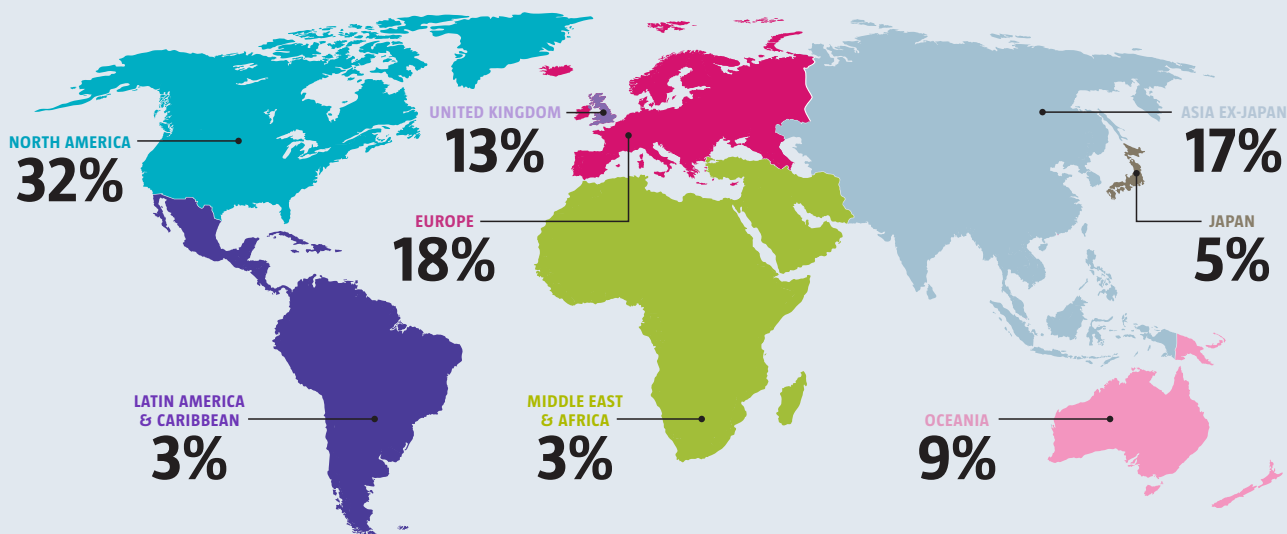 NORTH AMERICA
32%
UNITED KINGDOM
13%
EUROPE
18%
ASIA EX-JAPAN
17%
JAPAN
5%
LATIN AMERICA
& CARIBBEAN
3%
MIDDLE EAST
& AFRICA
3%
OCEANIA
9%